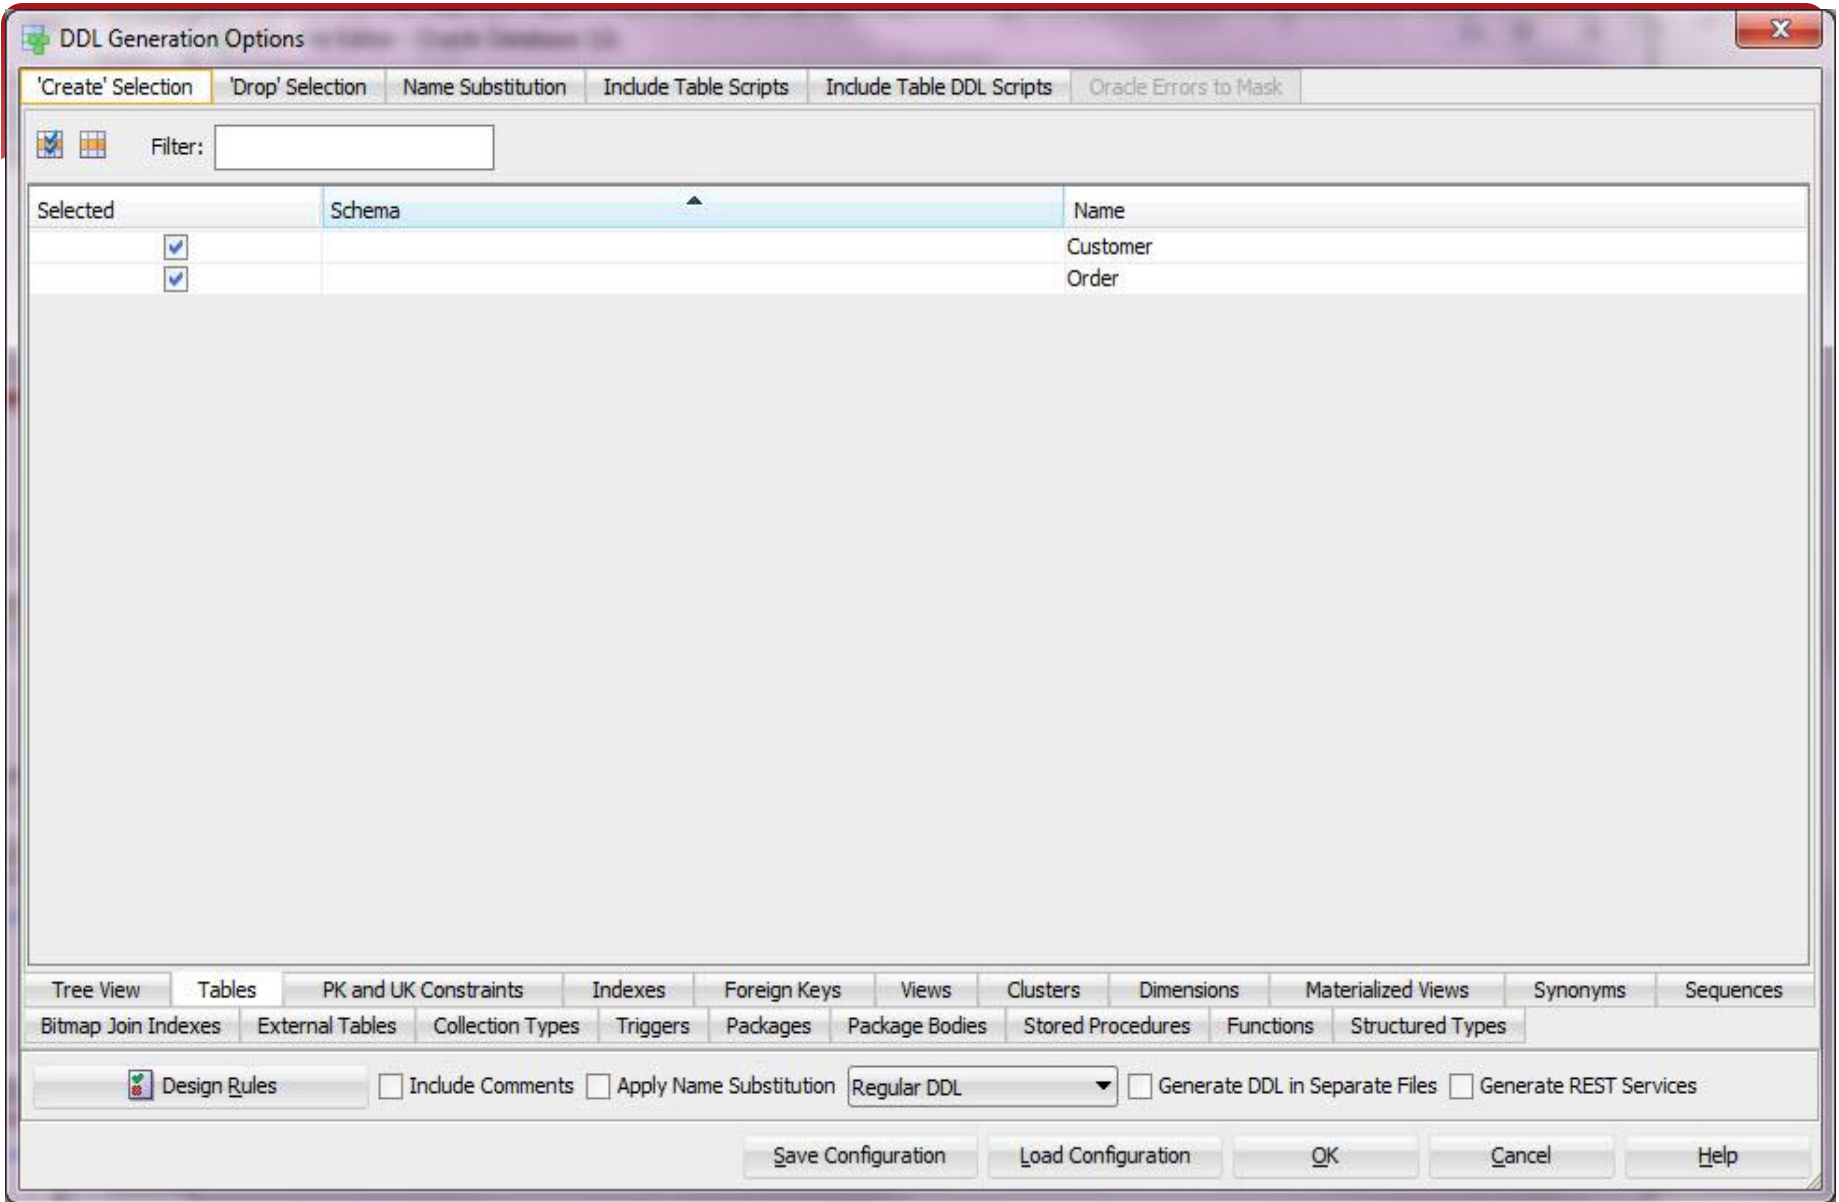 DDL Generation Options
'Create' Selection 'Drop' Selection Name Substitution Include Table Scripts Include Table DDL Scripts Oracle Errors to Mask
Filter:
Selected Schema Name
Customer
Order
Tree View Tables PK and UK Constraints Indexes Foreign Keys Views Clusters Dimensions Materialized Views Synonyms Sequences
Bitmap Join Indexes External Tables Collection Types Triggers Packages Package Bodies Stored Procedures Functions Structured Types
Design Rules Include Comments Apply Name Substitution Regular DDL Generate DDL in Separate Files Generate REST Services
Save Configuration Load Configuration OK Cancel Help